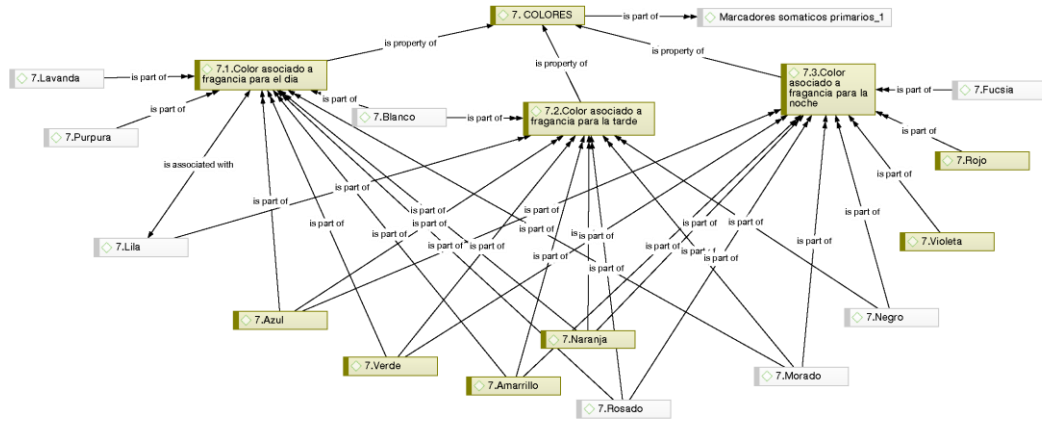 7. COLORES
is part of
Marcadores somaticos primarios_1
is property of
is property of
is property of
7.Lavanda
is part of
7.1.Color asociado a
fragancia para el dia
7.3.Color
asociado a
fragancia para la
noche
is part of
7.Fucsia
is part of
7.Purpura
is part of
7.Blanco
is part of
7.2.Color asociado a
fragancia para la tarde
is part of
7.Rojo
is associated with
is part of
is part of
is part of
is part of
is part of
is part of
is part of
is part of
is part of
is part of
is part of
is part of
is part of
7.Lila
is part of
is part of
is part of
is part of
is part of
is part of
is part of
7.Violeta
7.Azul
7.Negro
7.Naranja
7.Verde
7.Morado
7.Amarrillo
7.Rosado